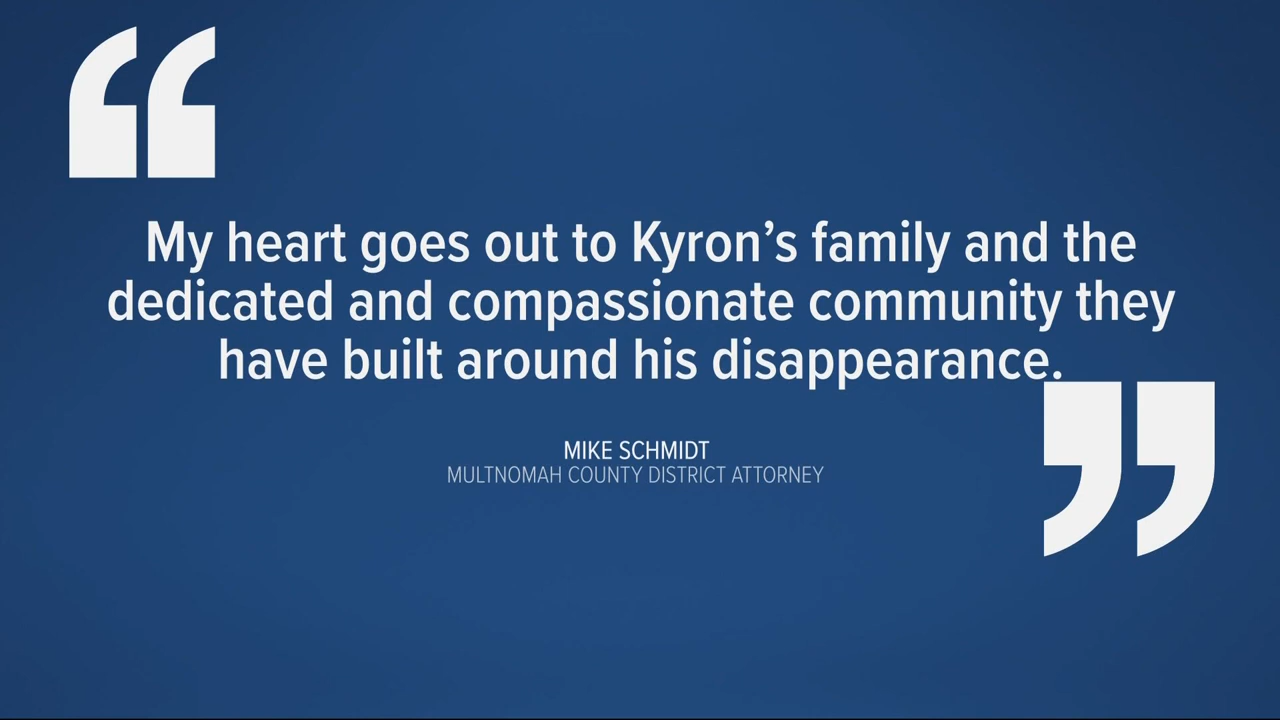 “
My heart goes out to Kyron’s family and the
dedicated and compassionate community they
have built around his disappearance.
”
MIKE SCHMIDT
MULTNOMAH COUNTY DISTRICT ATTORNEY